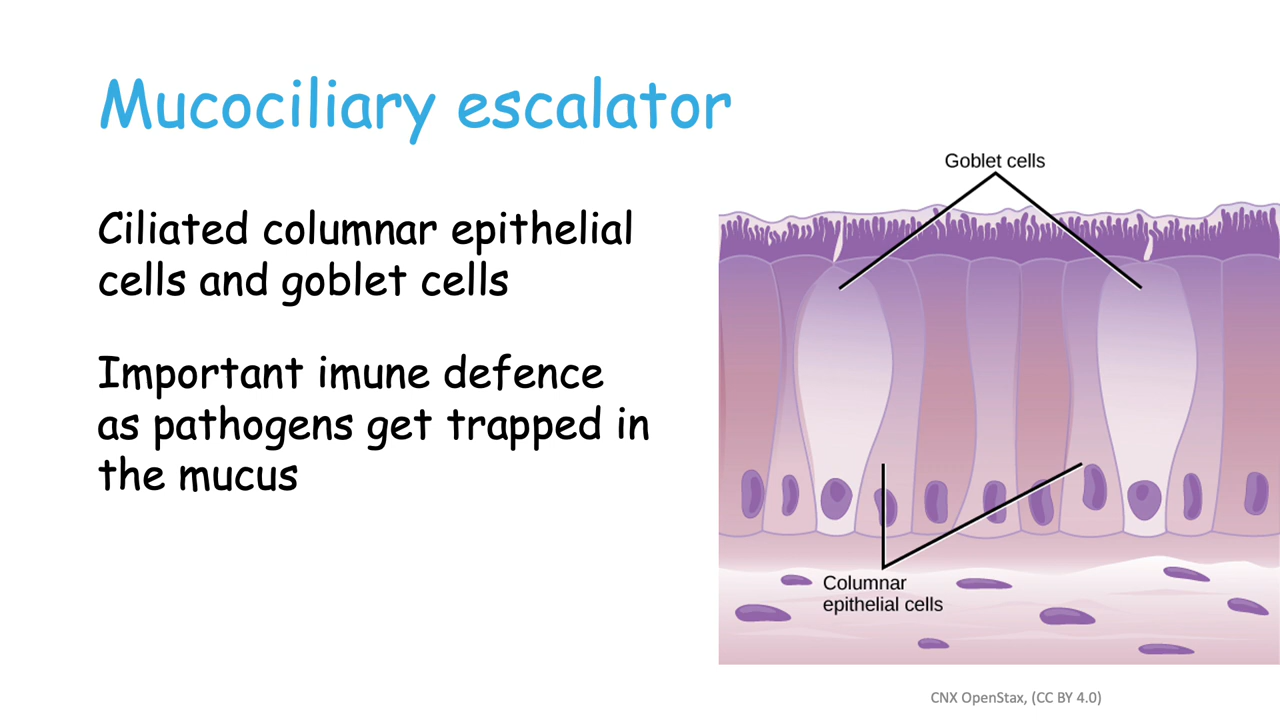 Mucociliary escalator
Goblet cells
Ciliated columnar epithelial
cells and goblet cells
Important imune defence
as pathogens get trapped in
the mucus
Columnar
epithelial cells
CNX OpenStax, (CC BY 4.0)